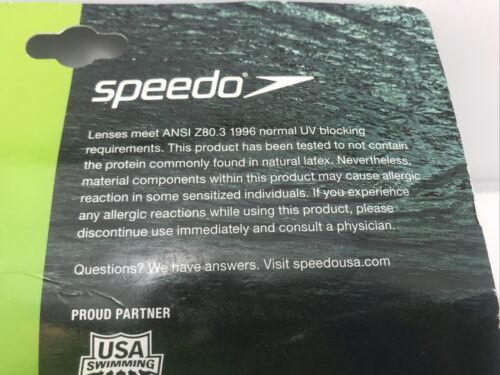 speedo®
Lenses meet ANSI Z80.3 1996 normal UV blocking
requirements. This product has been tested to not contain
the protein commonly found in natural latex. Nevertheless,
material components within this product may cause allergic
reaction in some sensitized individuals. If you experience
any allergic reactions while using this product, please
discontinue use immediately and consult a physician.
Questions? We have answers. Visit speedousa.com
PROUD PARTNER
USA
SWIMMING